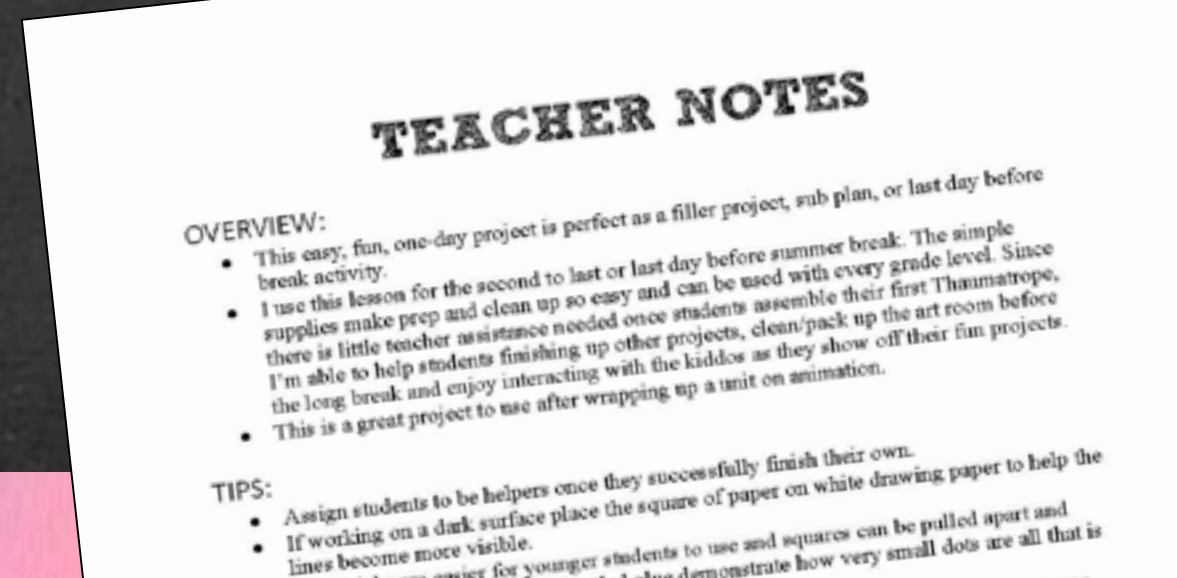 TEACHER NOTES
OVERVIEW:
• This easy, fun, one-day project is perfect as a filler project, sub plan, or last day before
break activity.
• I use this lesson for the second to last or last day before summer break. The simple
supplies make prep and clean up so easy and can be used with every grade level. Since
there is little teacher assistance needed once students assemble their first Thaumatrope,
I'm able to help students finishing up other projects, clean/pack up the art room before
the long break and enjoy interacting with the kiddos as they show off their fun projects.
• This is a great project to use after wrapping up a unit on animation.
TIPS:
• Assign students to be helpers once they successfully finish their own.
• If working on a dark surface place the square of paper on white drawing paper to help the
lines become more visible.
easier for younger students to use and squares can be pulled apart and
glue demonstrate how very small dots are all that is